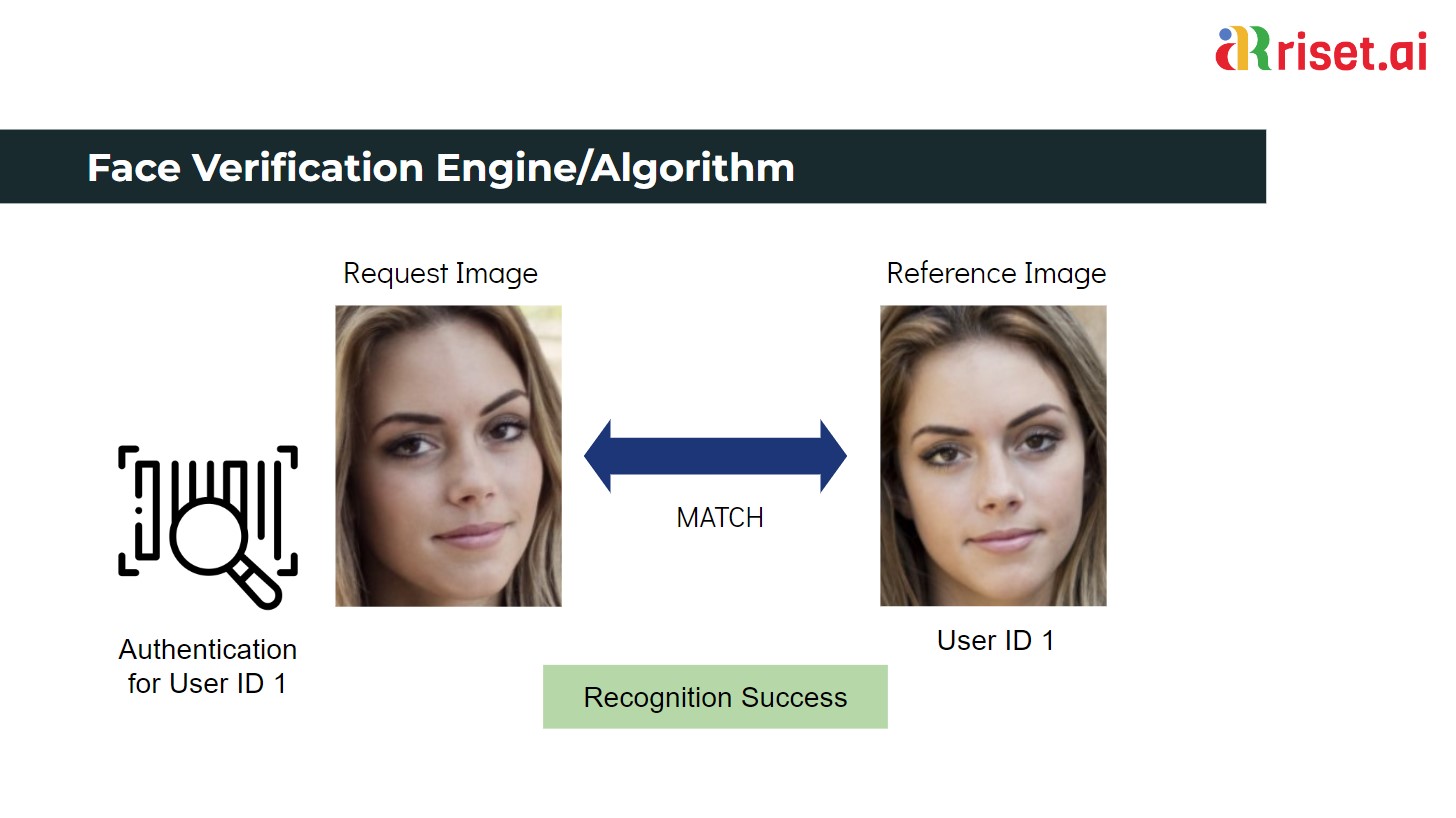 riset.ai
Face Verification Engine/Algorithm
Request Image
Reference Image
MATCH
Authentication
for User ID 1
User ID 1
Recognition Success